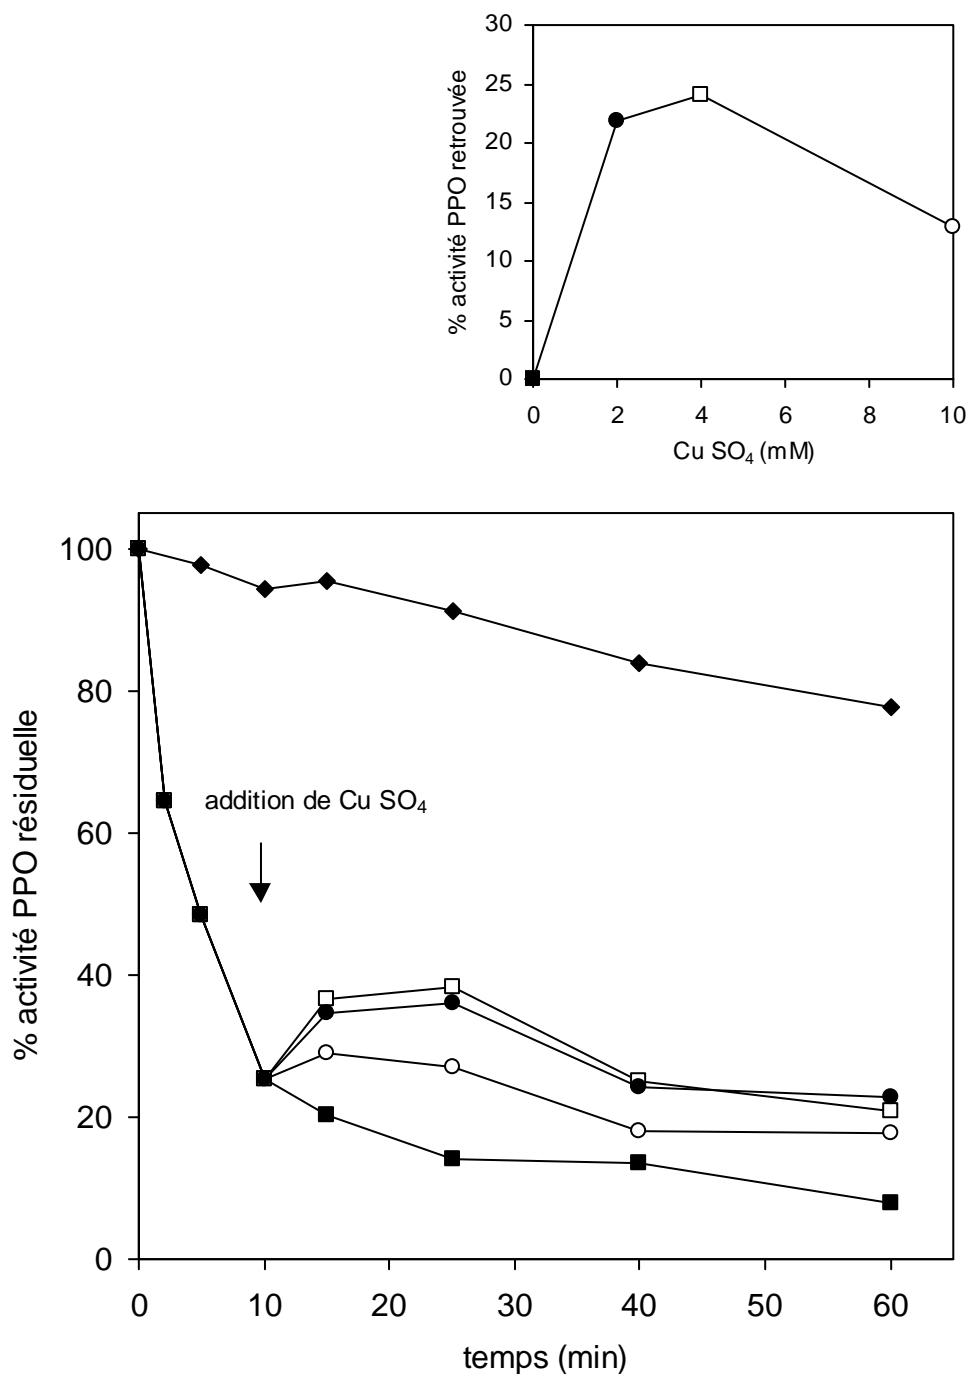 30
25
20
15
10
5
0
% activité PPO retrouvée
0 2 4 6 8 10
Cu SO₄ (mM)
100
80
60
40
20
0
% activité PPO résiduelle
addition de Cu SO₄
0 10 20 30 40 50 60
temps (min)